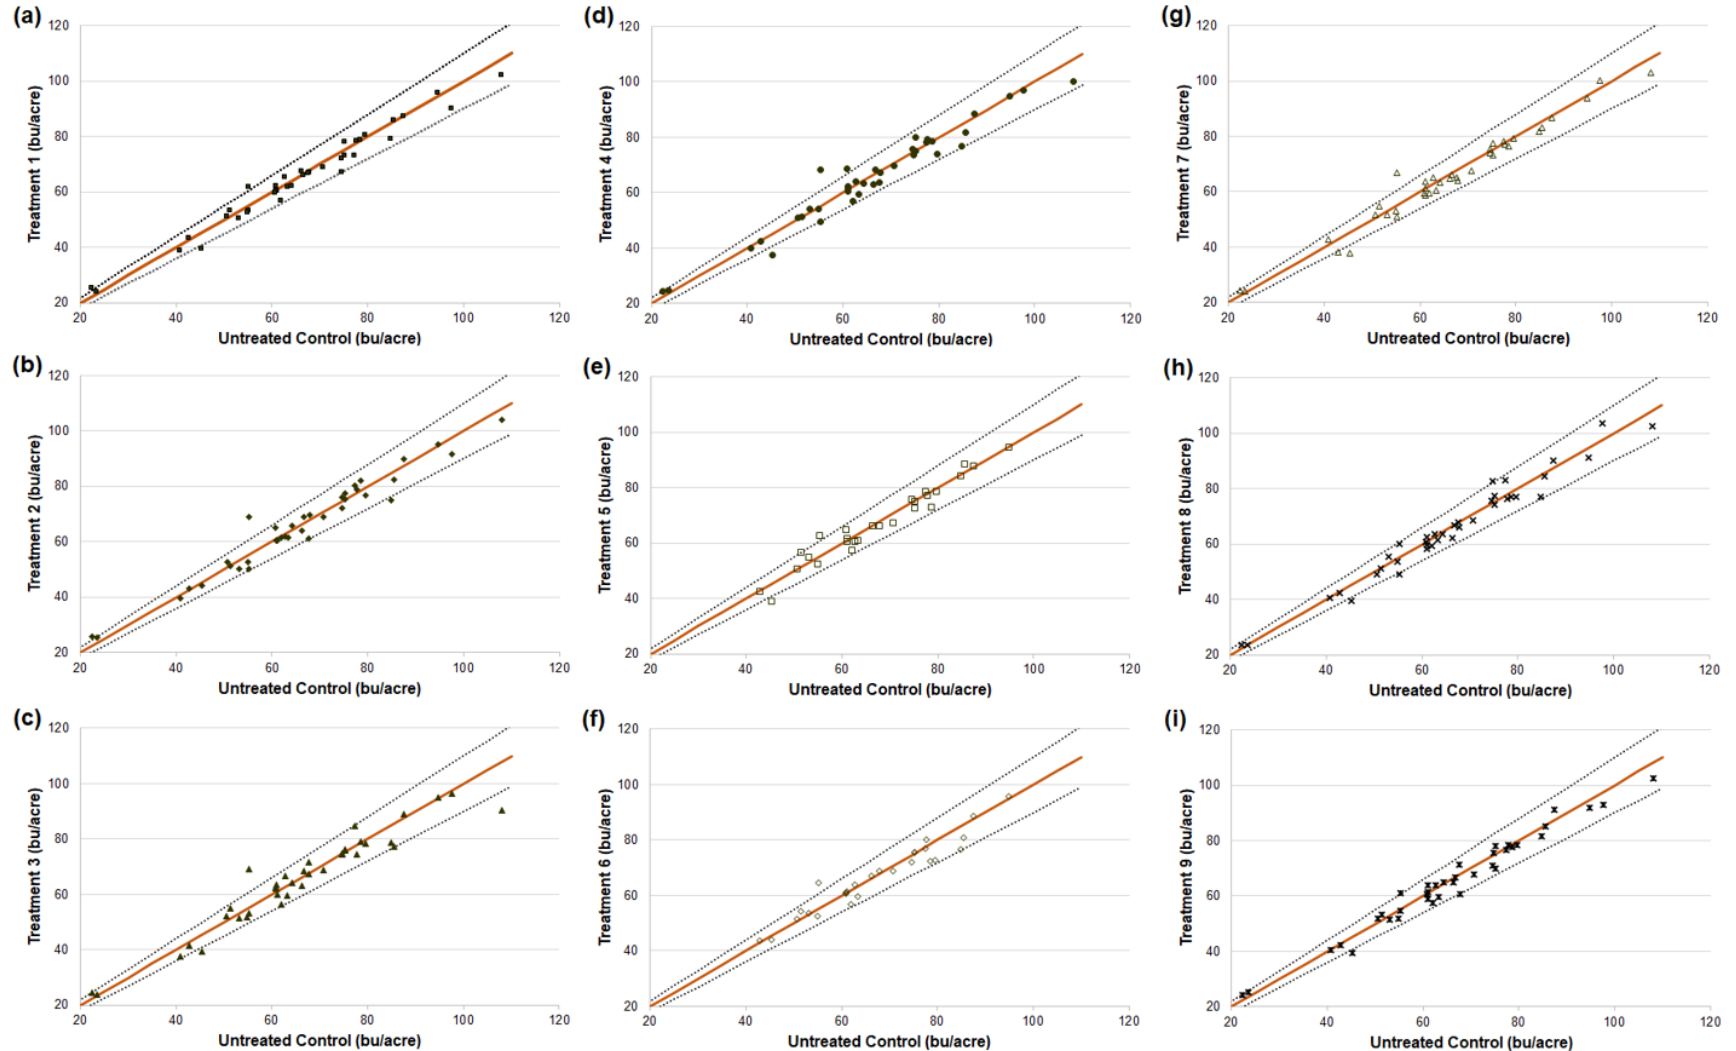 (a)
120
100
80
60
40
20
Treatment 1 (bu/acre)
20 40 60 80 100 120
Untreated Control (bu/acre)
(b)
120
100
80
60
40
20
Treatment 2 (bu/acre)
20 40 60 80 100 120
Untreated Control (bu/acre)
(c)
120
100
80
60
40
20
Treatment 3 (bu/acre)
20 40 60 80 100 120
Untreated Control (bu/acre)
(d)
120
100
80
60
40
20
Treatment 4 (bu/acre)
20 40 60 80 100 120
Untreated Control (bu/acre)
(e)
120
100
80
60
40
20
Treatment 5 (bu/acre)
20 40 60 80 100 120
Untreated Control (bu/acre)
(f)
120
100
80
60
40
20
Treatment 6 (bu/acre)
20 40 60 80 100 120
Untreated Control (bu/acre)
(g)
120
100
80
60
40
20
Treatment 7 (bu/acre)
20 40 60 80 100 120
Untreated Control (bu/acre)
(h)
120
100
80
60
40
20
Treatment 8 (bu/acre)
20 40 60 80 100 120
Untreated Control (bu/acre)
(i)
120
100
80
60
40
20
Treatment 9 (bu/acre)
20 40 60 80 100 120
Untreated Control (bu/acre)